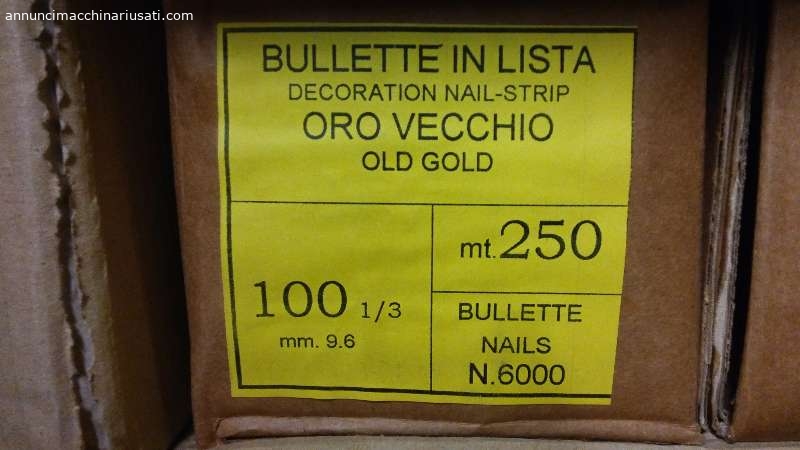 annuncimacchinariusati.com
BULLETTE IN LISTA
DECORATION NAIL-STRIP
ORO VECCHIO
OLD GOLD
100 1/3
mm. 9.6
mt.250
BULLETTE
NAILS
N.6000